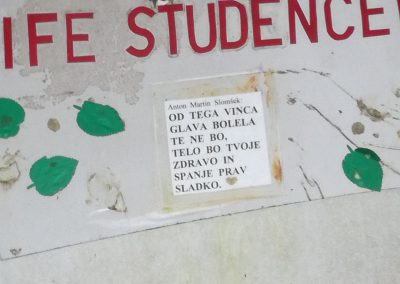 IFE STUDENCE
Anton Martin Slomšek:
OD TEGA VINCA
GLAVA BOLELA
TE NE BO,
TELO BO TVOJE
ZDRAVO IN
SPANJE PRAV
SLADKO.